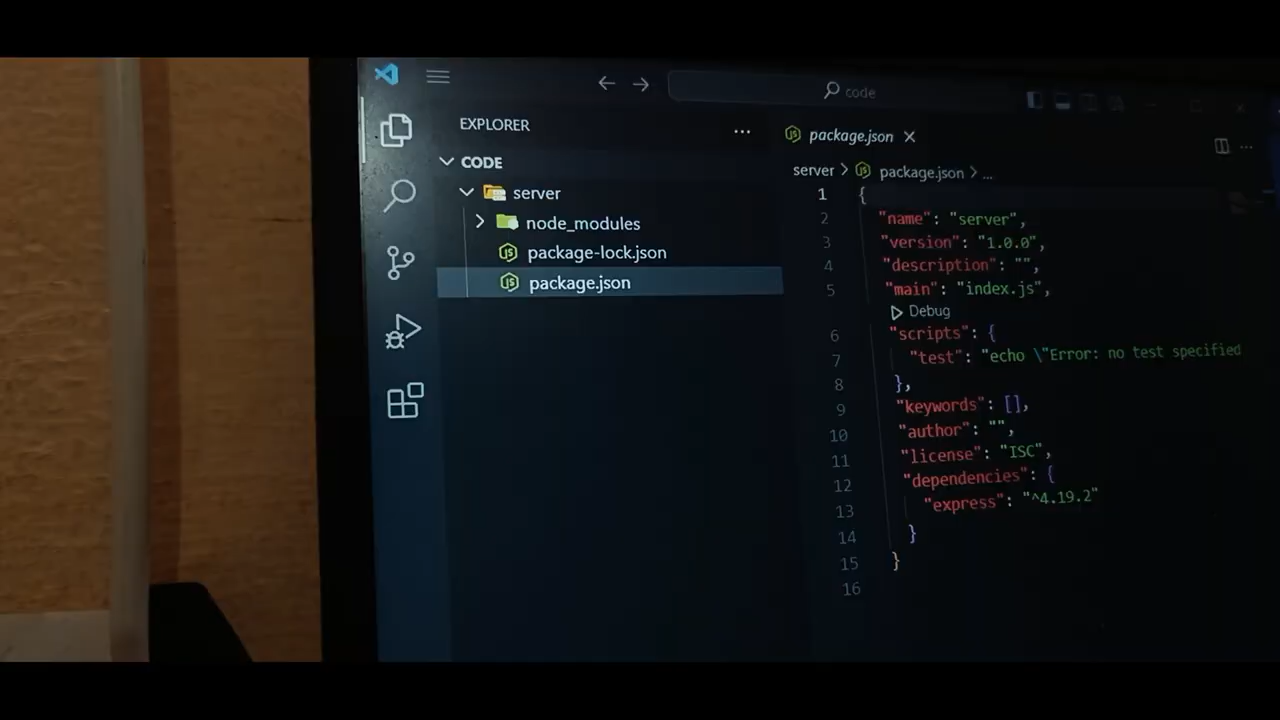 code
EXPLORER
CODE
server
node_modules
package-lock.json
package.json
package.json
server > package.json > ...
1 {
2 "name": "server",
3 "version": "1.0.0",
4 "description": "",
5 "main": "index.js",
Debug
6 "scripts": {
7 "test": "echo \"Error: no test specified
8 },
9 "keywords": [],
10 "author": "",
11 "license": "ISC",
12 "dependencies": {
13 "express": "^4.19.2"
14 }
15 }
16